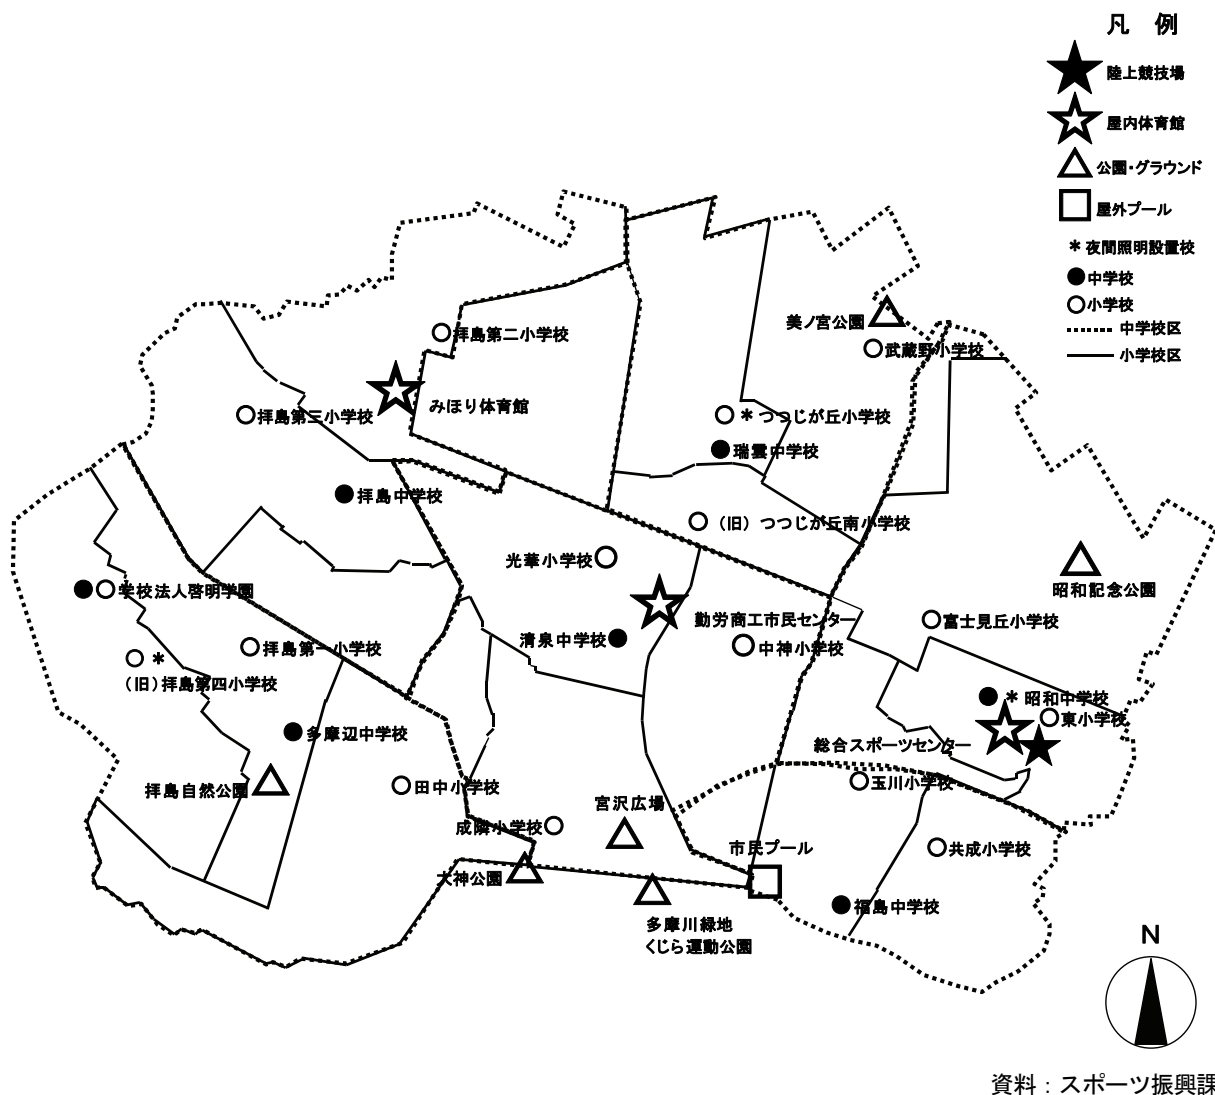 凡 例
陸上競技場
屋内体育館
公園・グラウンド
屋外プール
＊夜間照明設置校
中学校
小学校
中学校区
小学校区
美ノ宮公園
拝島第二小学校
武蔵野小学校
みほり体育館
拝島第三小学校
＊つつじが丘小学校
瑞雲中学校
拝島中学校
（旧）つつじが丘南小学校
光華小学校
昭和記念公園
学校法人啓明学園
勤労商工市民センター
富士見丘小学校
清泉中学校
中神小学校
拝島第一小学校
＊
（旧）拝島第四小学校
＊昭和中学校
東小学校
多摩辺中学校
総合スポーツセンター
拝島自然公園
田中小学校
玉川小学校
宮沢広場
成隣小学校
市民プール
共成小学校
大神公園
福島中学校
多摩川緑地
くじら運動公園
N
資料：スポーツ振興課